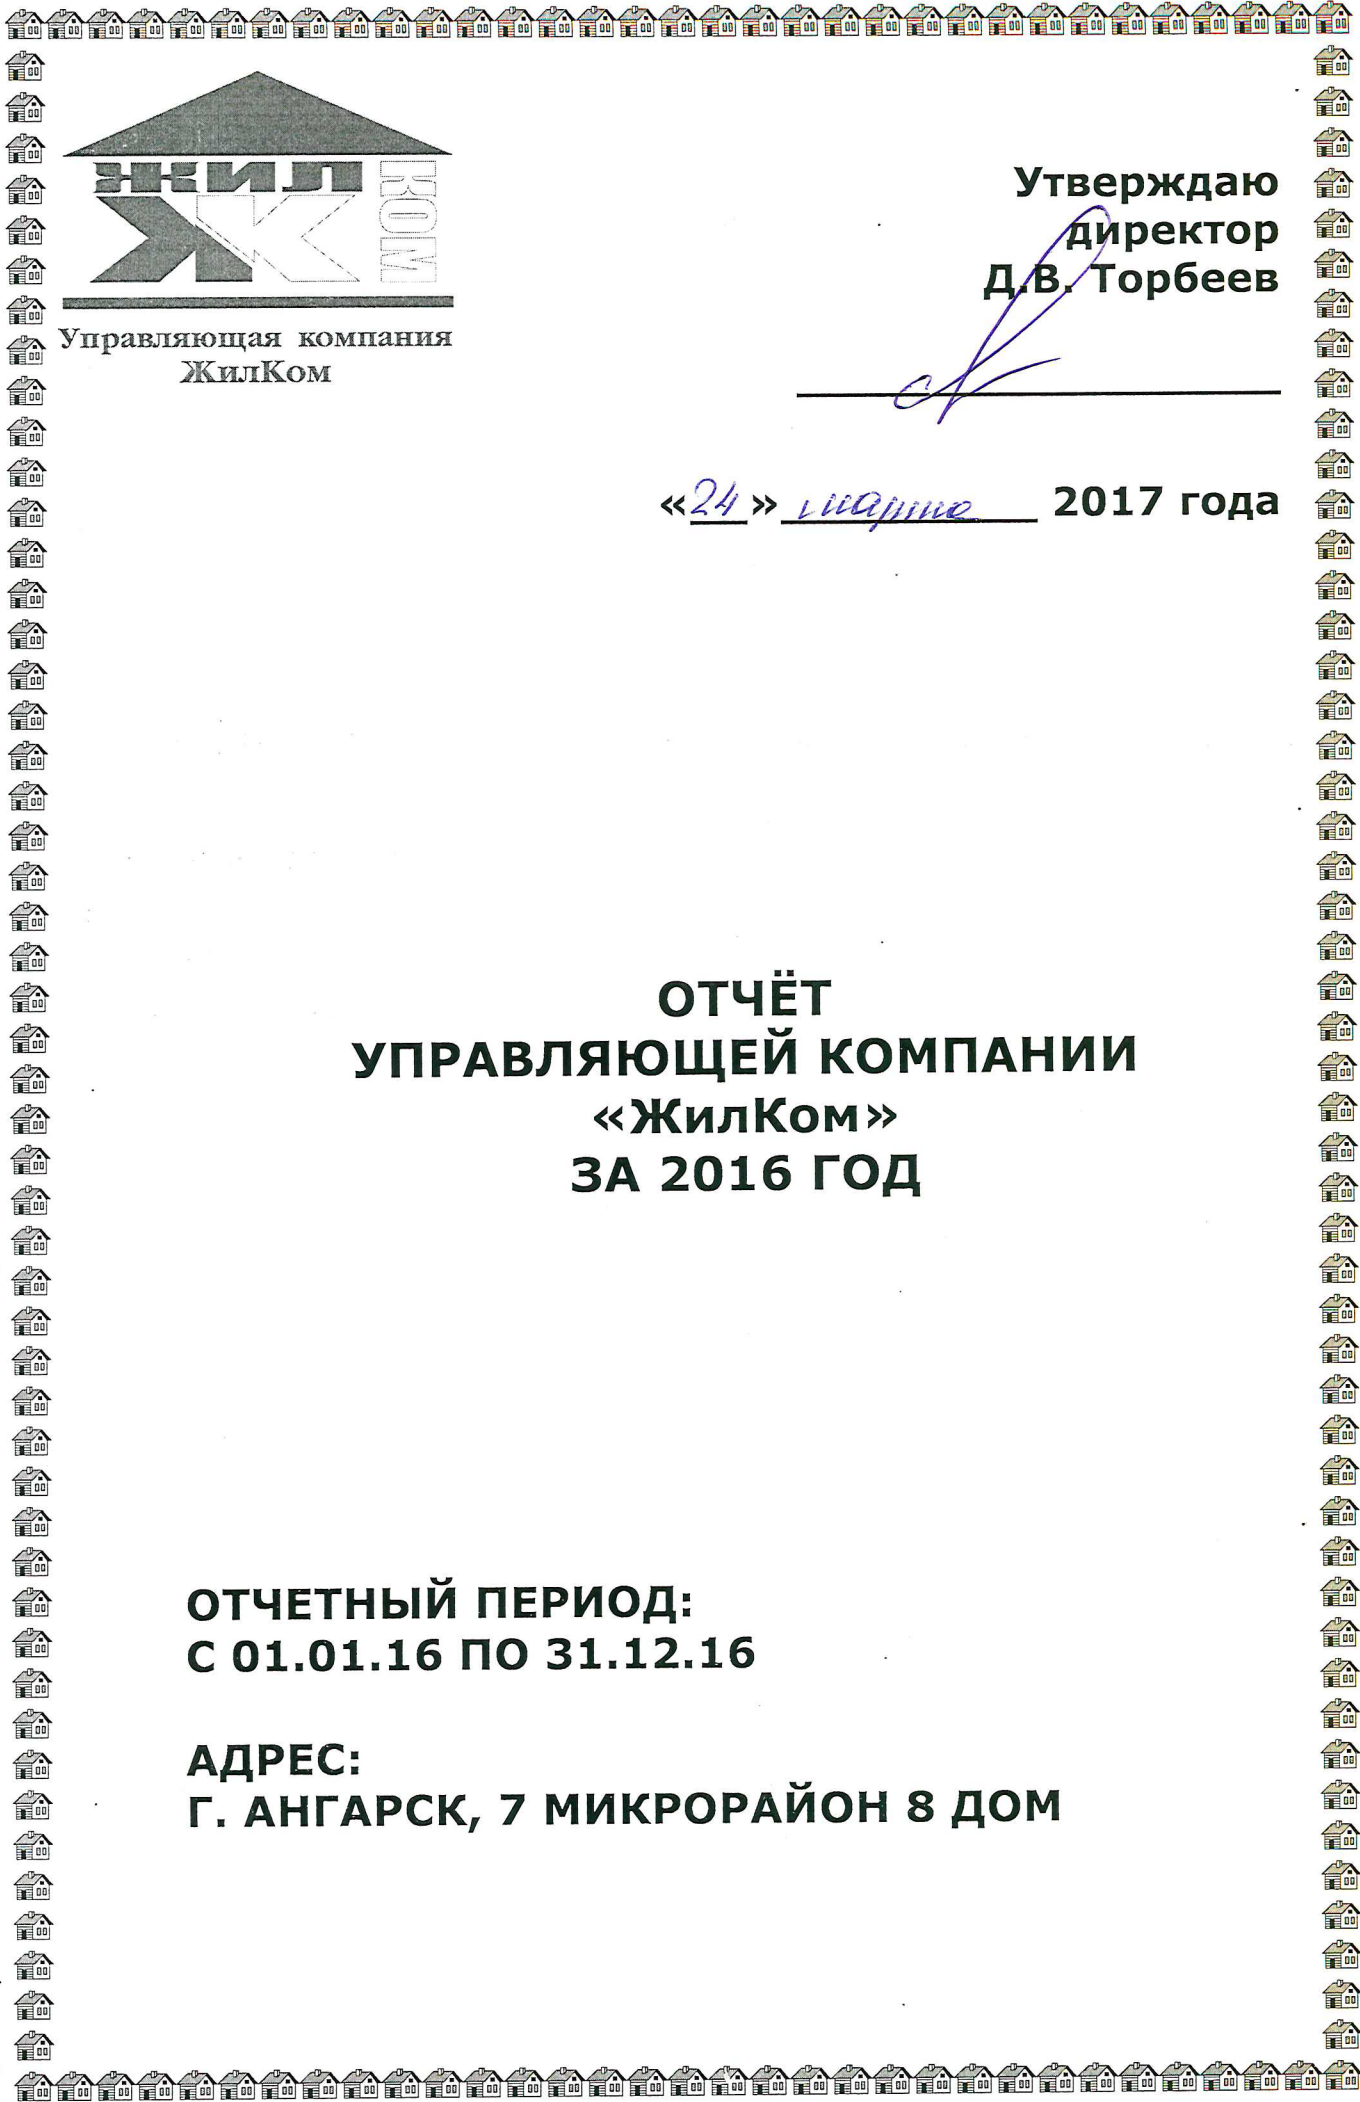 ЖИЛ
КОМ
ЖК
Управляющая компания
ЖилКом
Утверждаю
директор
Д.В. Торбеев
«24» марта 2017 года
ОТЧЁТ
УПРАВЛЯЮЩЕЙ КОМПАНИИ
«ЖилКом»
ЗА 2016 ГОД
ОТЧЕТНЫЙ ПЕРИОД:
С 01.01.16 ПО 31.12.16
АДРЕС:
Г. АНГАРСК, 7 МИКРОРАЙОН 8 ДОМ